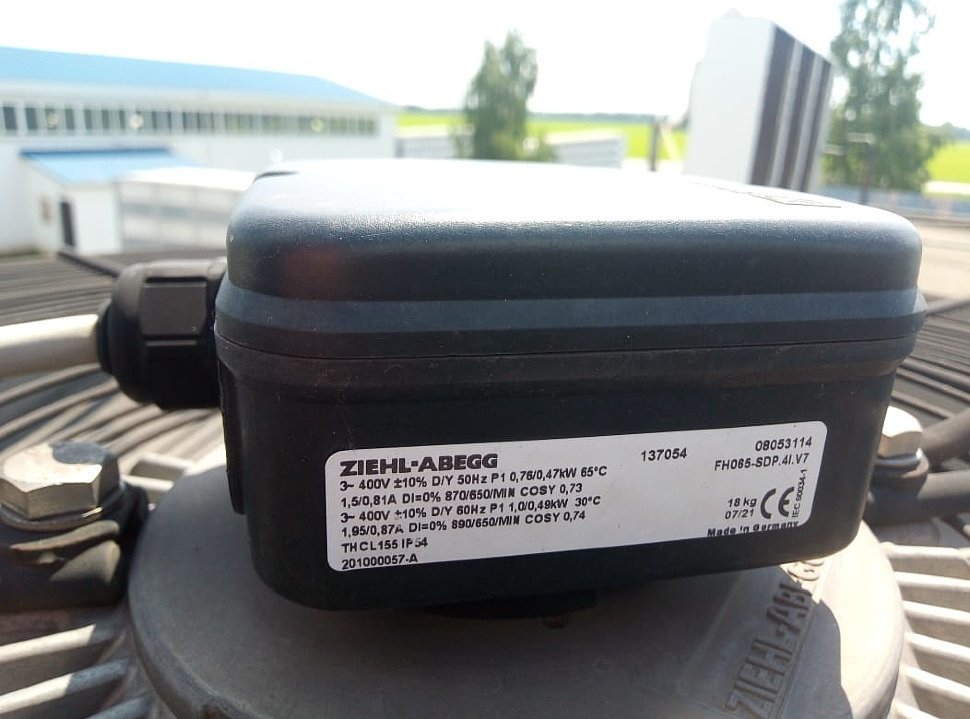 ZIEHL-ABEGG 137054 08053114
3~ 400V ±10% D/Y 50Hz P1 0,76/0,47kW 65°C FH065-SDP.4I.V7
1,5/0,81A DI=0% 870/650/MIN COSY 0,73
3~ 400V ±10% D/Y 60Hz P1 1,0/0,49kW 30°C 18 kg CE
1,95/0,87A DI=0% 890/650/MIN COSY 0,74 07/21 IEC 60034-1
THCL155 IP54 Made in Germany
201000057-A
ZIEHL-ABEGG